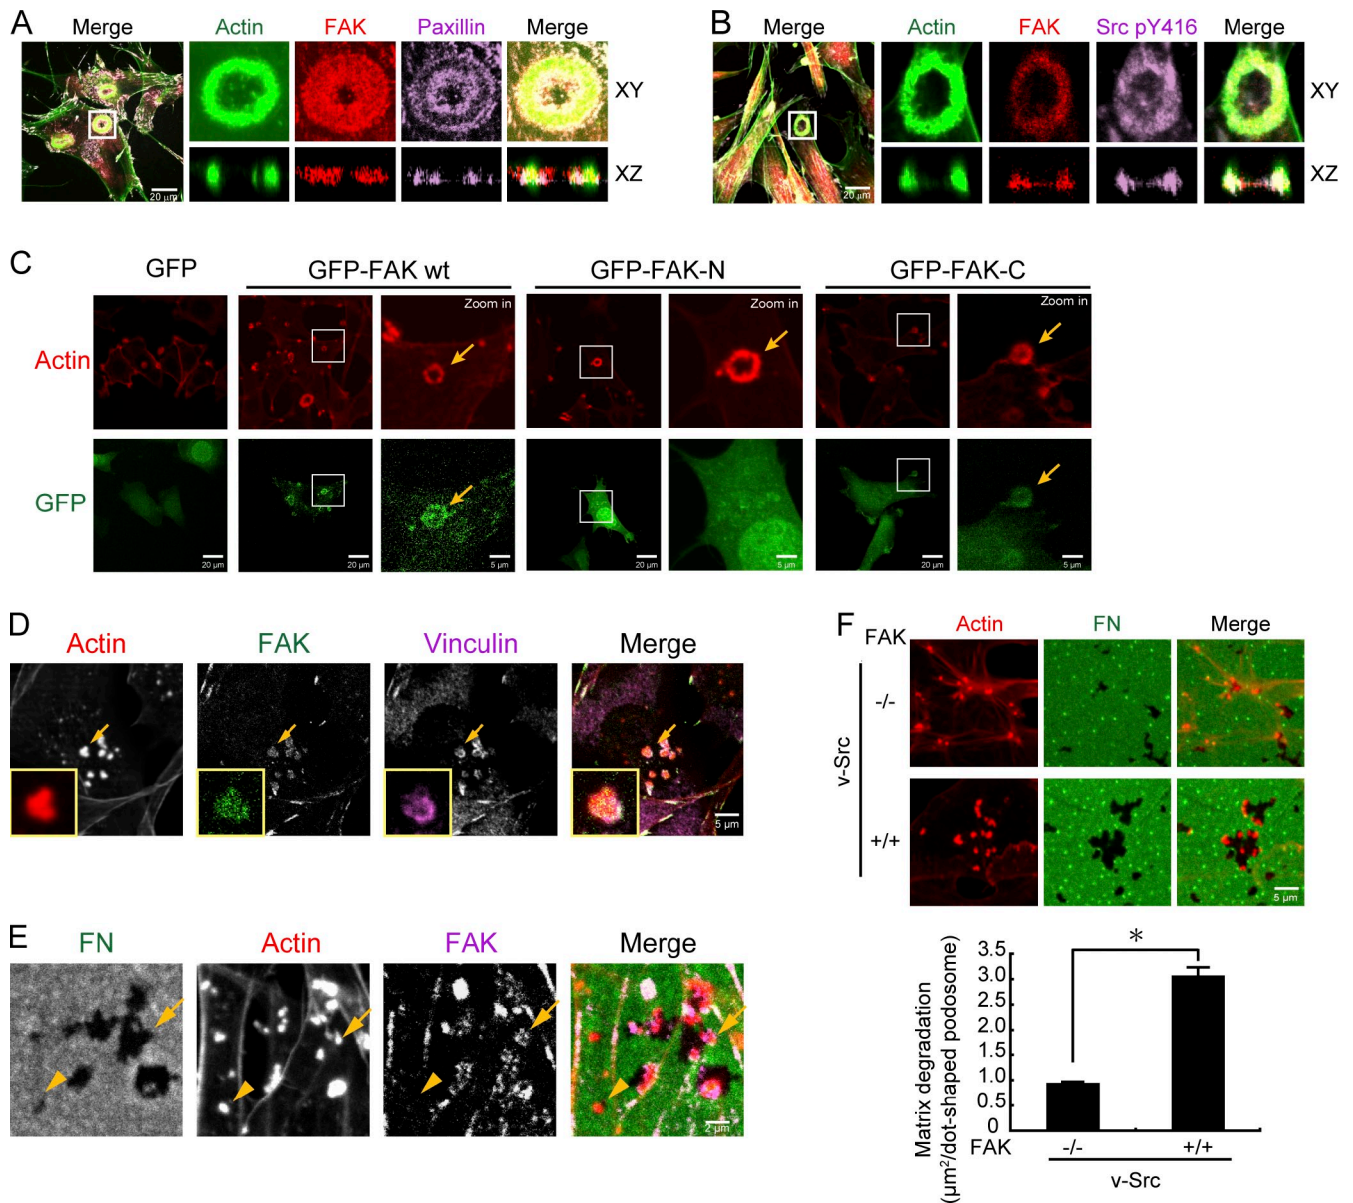 A
Merge
Actin
FAK
Paxillin
Merge
XY
XZ
20 μm
B
Merge
Actin
FAK
Src pY416
Merge
XY
XZ
20 μm
C
GFP
GFP-FAK wt
GFP-FAK-N
GFP-FAK-C
Zoom in
Zoom in
Zoom in
Actin
GFP
20 μm
20 μm
5 μm
20 μm
5 μm
20 μm
5 μm
D
Actin
FAK
Vinculin
Merge
5 μm
E
FN
Actin
FAK
Merge
2 μm
F
FAK
Actin
FN
Merge
-/-
+/+
v-Src
5 μm
Matrix degradation
(μm²/dot-shaped podosome)
3.5
3.0
2.5
2.0
1.5
1.0
0.5
0
*
FAK
-/-
+/+
v-Src